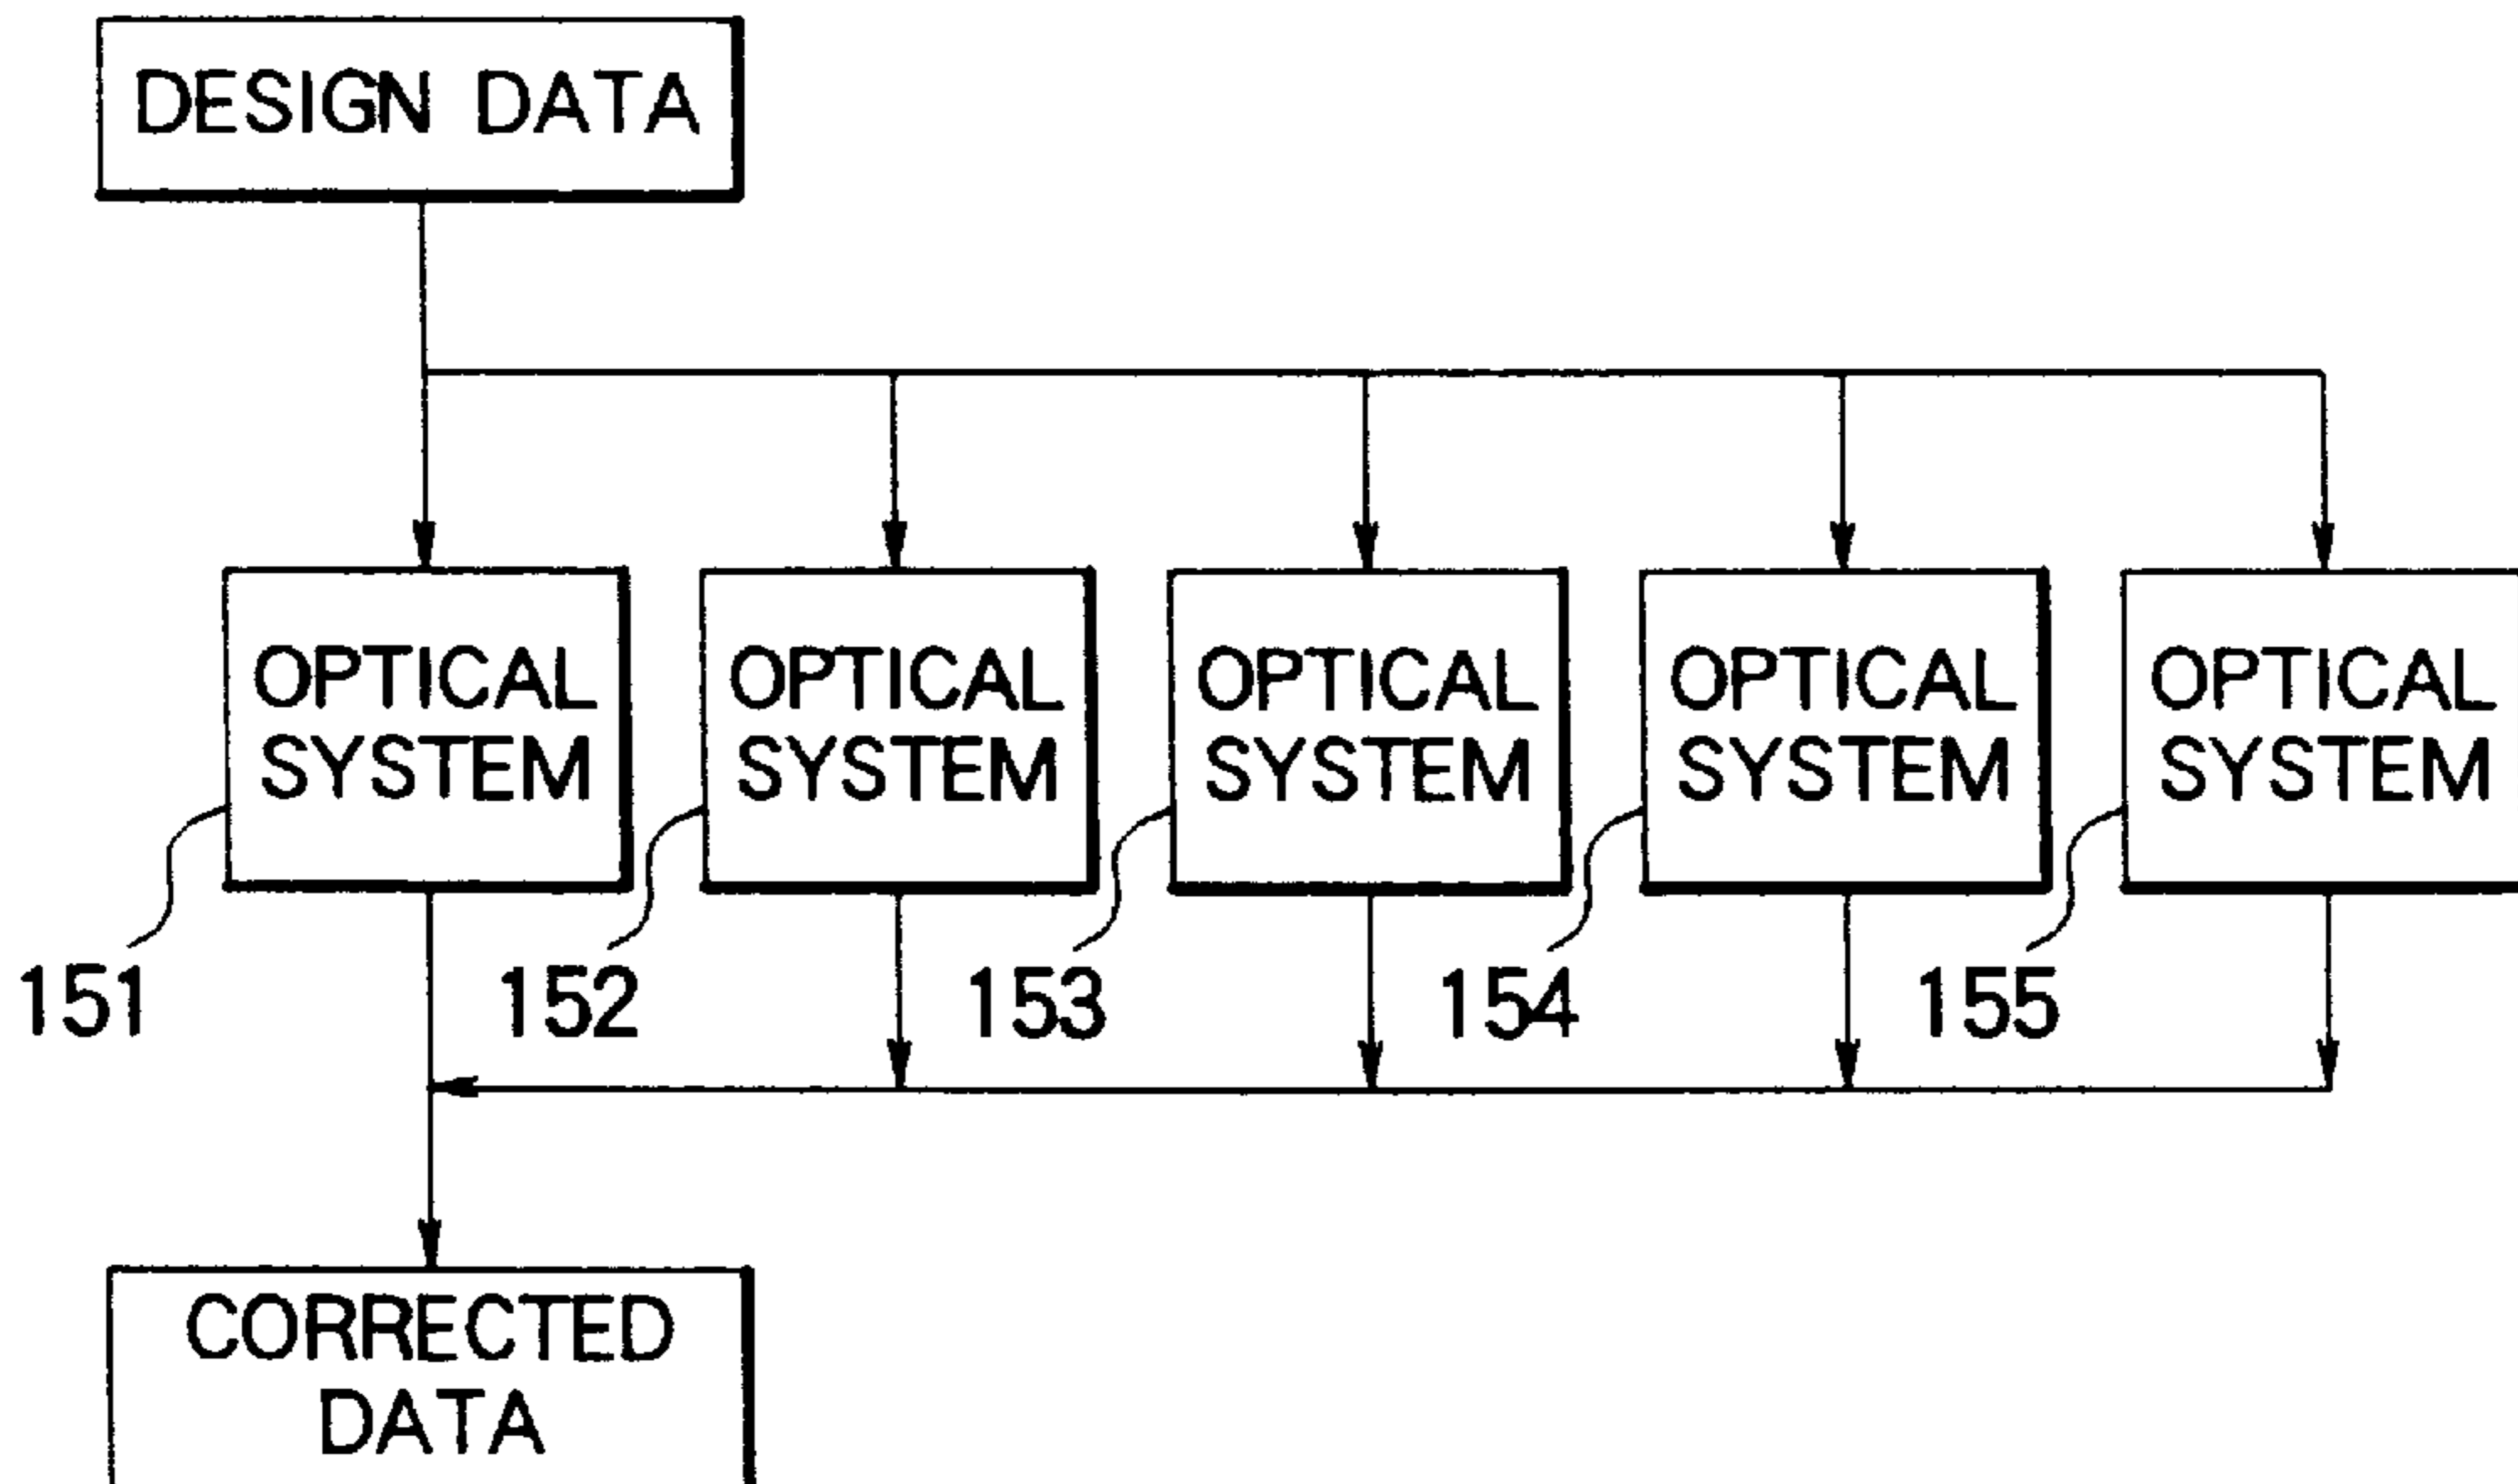 DESIGN DATA
OPTICAL
SYSTEM
OPTICAL
SYSTEM
OPTICAL
SYSTEM
OPTICAL
SYSTEM
OPTICAL
SYSTEM
151
152
153
154
155
CORRECTED
DATA